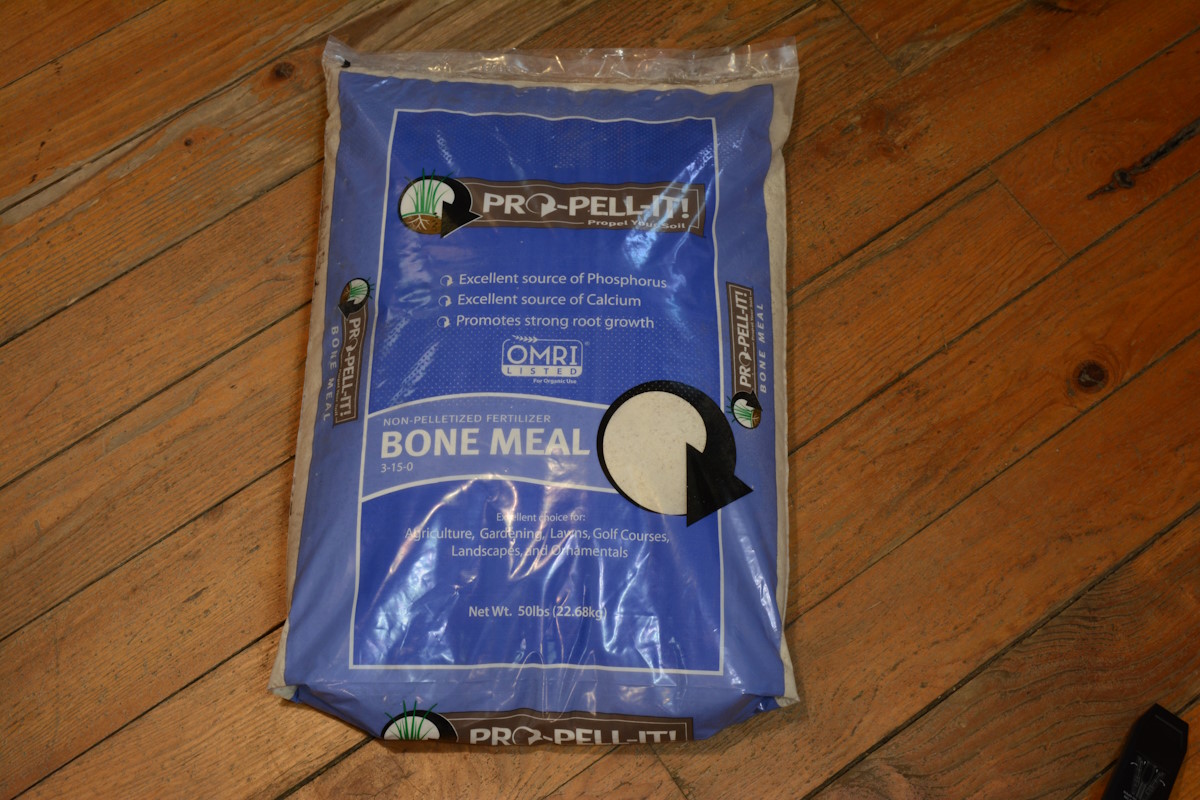 PRO-PELL-IT!
Propel Your Soil
Excellent source of Phosphorus
Excellent source of Calcium
Promotes strong root growth
OMRI
LISTED
For Organic Use
NON-PELLETIZED FERTILIZER
BONE MEAL
3-15-0
Excellent choice for:
Agriculture, Gardening, Lawns, Golf Courses,
Landscapes, and Ornamentals
Net Wt. 50lbs (22.68kg)
PRO-PELL-IT!
BONE MEAL
PRO-PELL-IT!
BONE MEAL
PRO-PELL-IT!